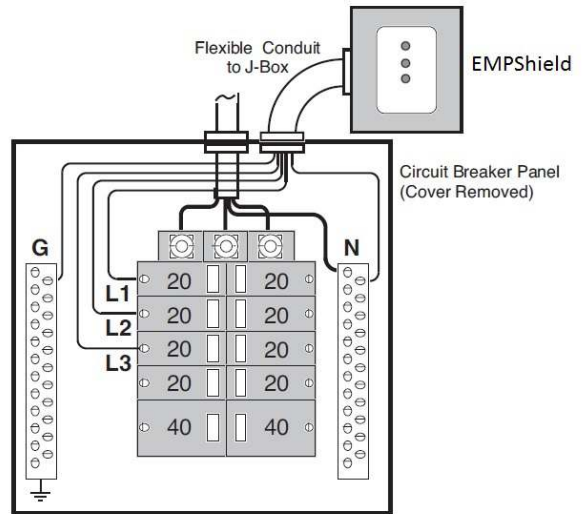 Flexible Conduit
to J-Box
EMPShield
Circuit Breaker Panel
(Cover Removed)
G
N
L1
20
20
L2
20
20
L3
20
20
20
20
40
40